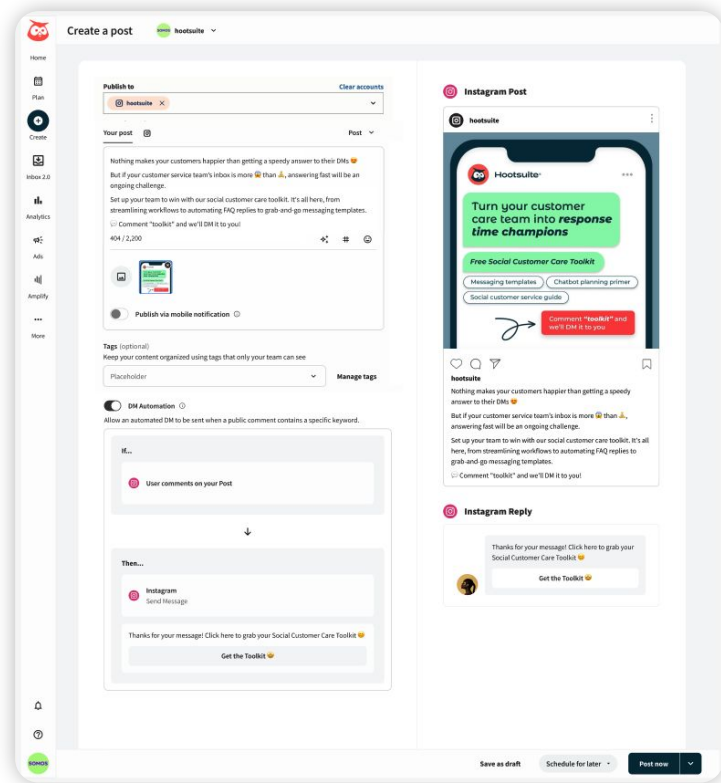 Create a post
SOMOS hootsuite
Home
Plan
Create
Inbox 2.0
Analytics
Ads
Amplify
More
SOMOS
Publish to
Clear accounts
hootsuite ✕
Your post
Post
Nothing makes your customers happier than getting a speedy answer to their DMs 😍
But if your customer service team's inbox is more 😩 than 🙏, answering fast will be an
ongoing challenge.
Set up your team to win with our social customer care toolkit. It's all here, from
streamlining workflows to automating FAQ replies to grab-and-go messaging templates.
💬 Comment "toolkit" and we'll DM it to you!
404 / 2,200
#
Publish via mobile notification
Tags (optional)
Keep your content organized using tags that only your team can see
Placeholder
Manage tags
DM Automation
Allow an automated DM to be sent when a public comment contains a specific keyword.
If...
User comments on your Post
Then...
Instagram
Send Message
Thanks for your message! Click here to grab your Social Customer Care Toolkit 🤩
Get the Toolkit 🤩
Instagram Post
hootsuite
Hootsuite®
Turn your customer
care team into response
time champions
Free Social Customer Care Toolkit
Messaging templates
Chatbot planning primer
Social customer service guide
Comment "toolkit" and
we'll DM it to you
hootsuite
Nothing makes your customers happier than getting a speedy
answer to their DMs 😍
But if your customer service team's inbox is more 😩 than 🙏,
answering fast will be an ongoing challenge.
Set up your team to win with our social customer care toolkit. It's all
here, from streamlining workflows to automating FAQ replies to
grab-and-go messaging templates.
💬 Comment "toolkit" and we'll DM it to you!
Instagram Reply
Thanks for your message! Click here to grab your
Social Customer Care Toolkit 🤩
Get the Toolkit 🤩
Save as draft
Schedule for later
Post now